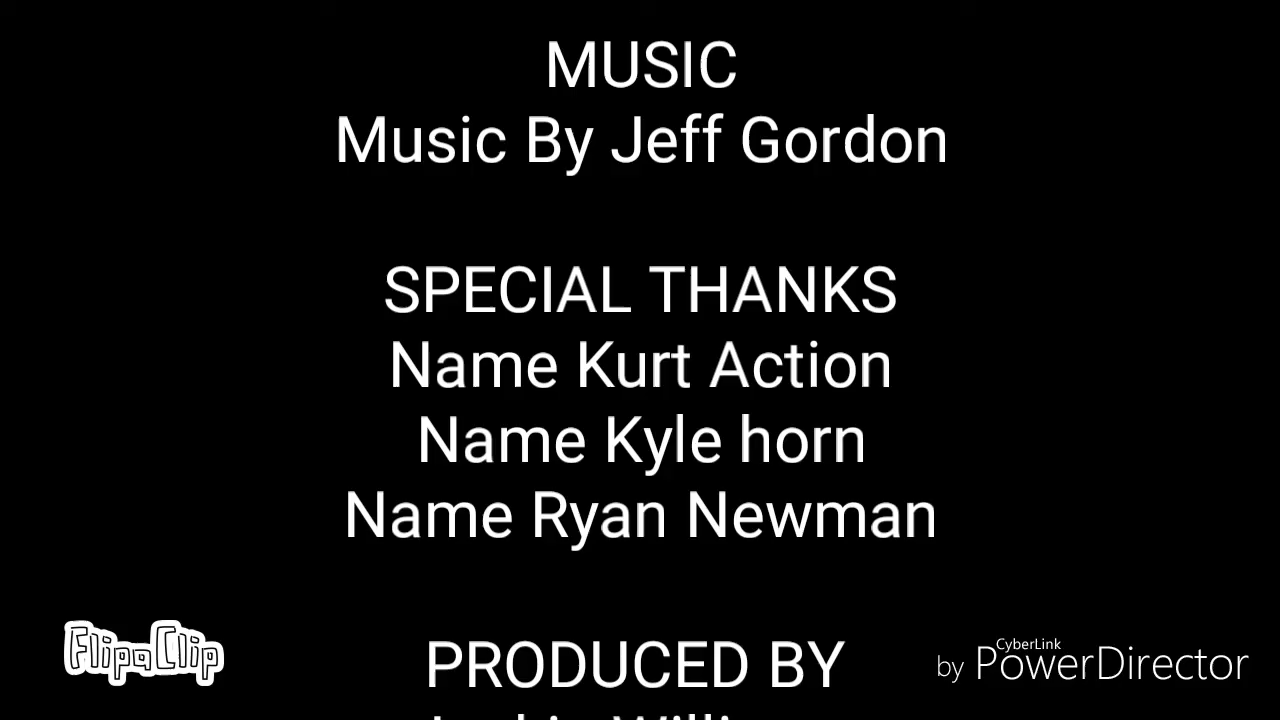 MUSIC
Music By Jeff Gordon
SPECIAL THANKS
Name Kurt Action
Name Kyle horn
Name Ryan Newman
PRODUCED BY
FlipaClip
CyberLink
by PowerDirector